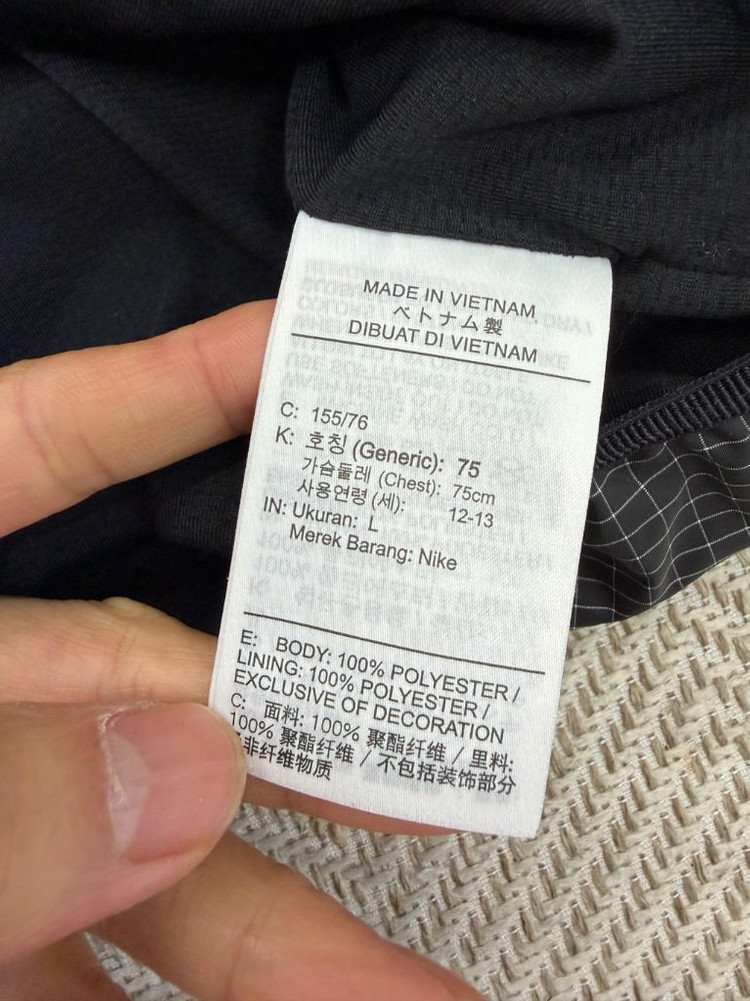 MADE IN VIETNAM
ベトナム製
DIBUAT DI VIETNAM
C: 155/76
K: 호칭 (Generic): 75
가슴둘레 (Chest): 75cm
사용연령 (세): 12-13
IN: Ukuran: L
Merek Barang: Nike
E: BODY: 100% POLYESTER /
LINING: 100% POLYESTER /
EXCLUSIVE OF DECORATION
C: 面料: 100% 聚酯纤维 / 里料:
100% 聚酯纤维 / 不包括装饰部分
非纤维物质